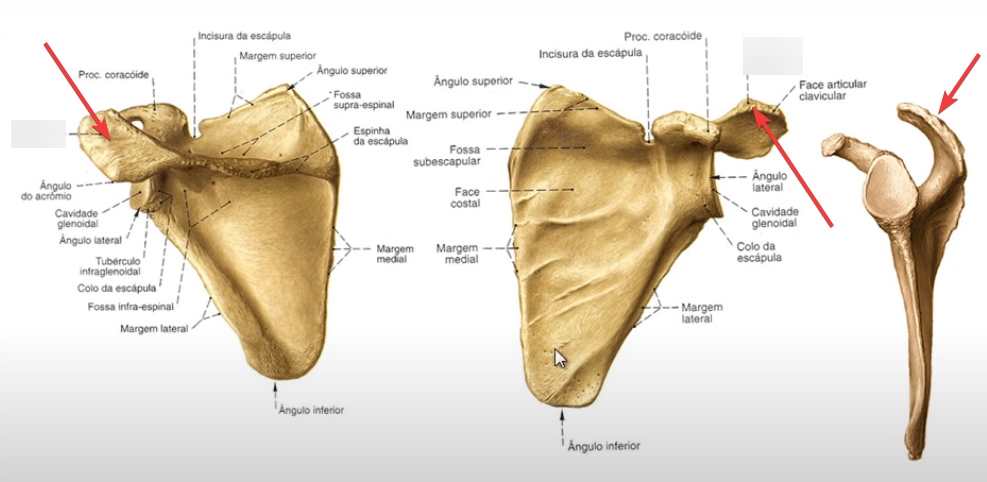 Incisura da escápula
Margem superior
Proc. coracóide
Ângulo superior
Fossa
supra-espinal
Espinha
da escápula
Ângulo
do acrômio
Cavidade
glenoidal
Ângulo lateral
Tubérculo
infraglenoidal
Colo da escápula
Fossa infra-espinal
Margem lateral
Margem
medial
Ângulo inferior
Proc. coracóide
Incisura da escápula
Ângulo superior
Margem superior
Fossa
subescapular
Face
costal
Margem
medial
Face articular
clavicular
Ângulo
lateral
Cavidade
glenoidal
Colo da
escápula
Margem
lateral
Ângulo inferior